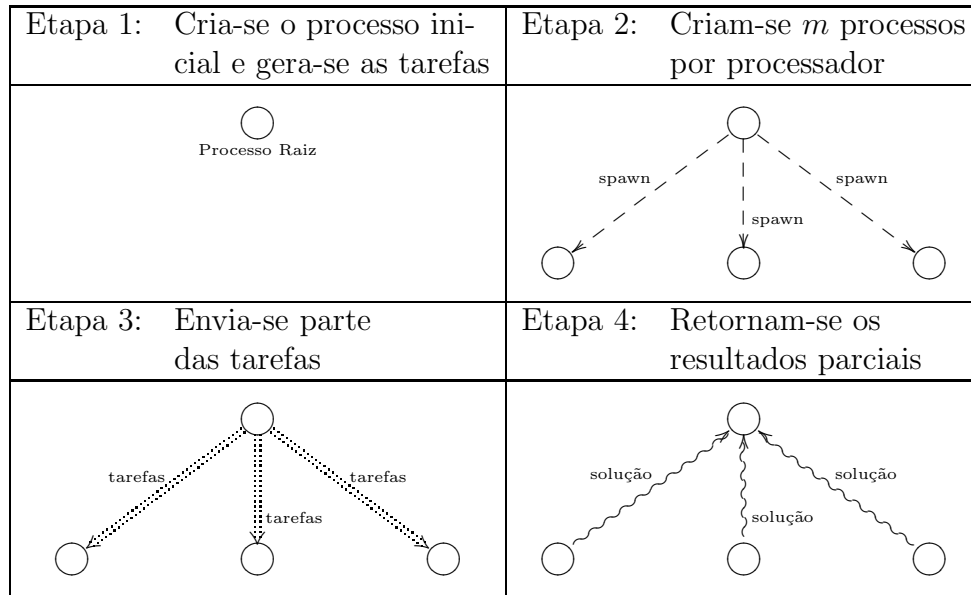 Etapa 1: Cria-se o processo ini-
cial e gera-se as tarefas
Etapa 2: Criam-se m processos
por processador
Processo Raiz
spawn
spawn
spawn
Etapa 3: Envia-se parte
das tarefas
Etapa 4: Retornam-se os
resultados parciais
tarefas
tarefas
tarefas
solução
solução
solução